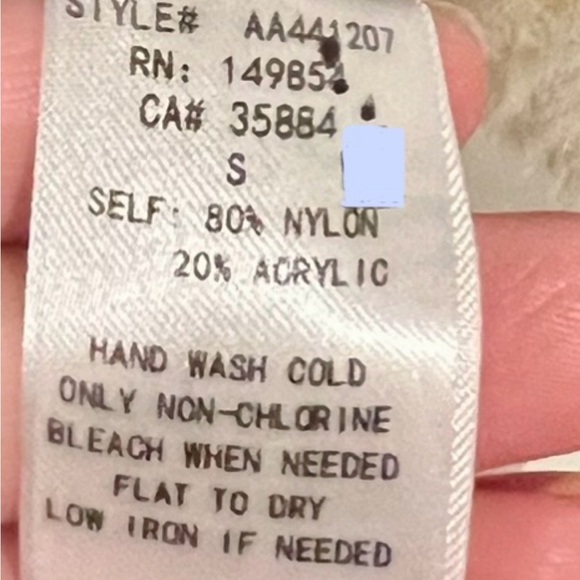 STYLE# AA441207
RN: 149852
CA# 35884
S
SELF: 80% NYLON
20% ACRYLIC
HAND WASH COLD
ONLY NON-CHLORINE
BLEACH WHEN NEEDED
FLAT TO DRY
LOW IRON IF NEEDED